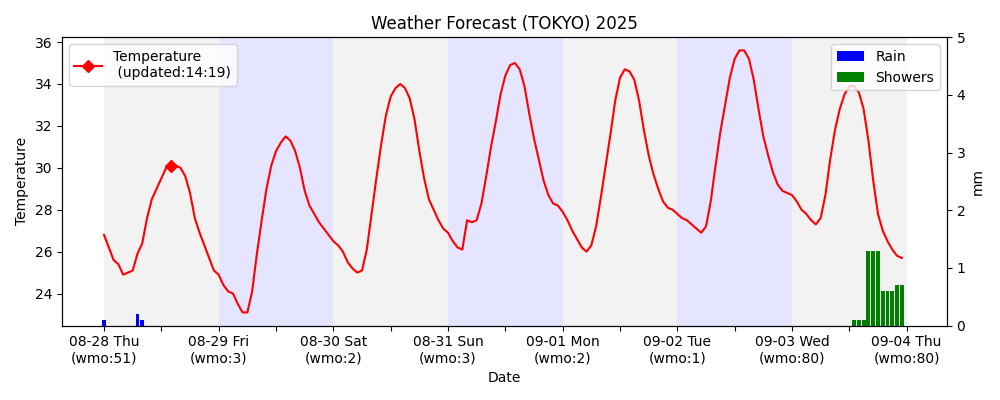 Weather Forecast (TOKYO) 2025
Temperature
(updated:14:19)
Rain
Showers
36
34
32
30
28
26
24
Temperature
5
4
3
2
1
0
mm
08-28 Thu
(wmo:51)
08-29 Fri
(wmo:3)
08-30 Sat
(wmo:2)
08-31 Sun
(wmo:3)
09-01 Mon
(wmo:2)
09-02 Tue
(wmo:1)
09-03 Wed
(wmo:80)
09-04 Thu
(wmo:80)
Date